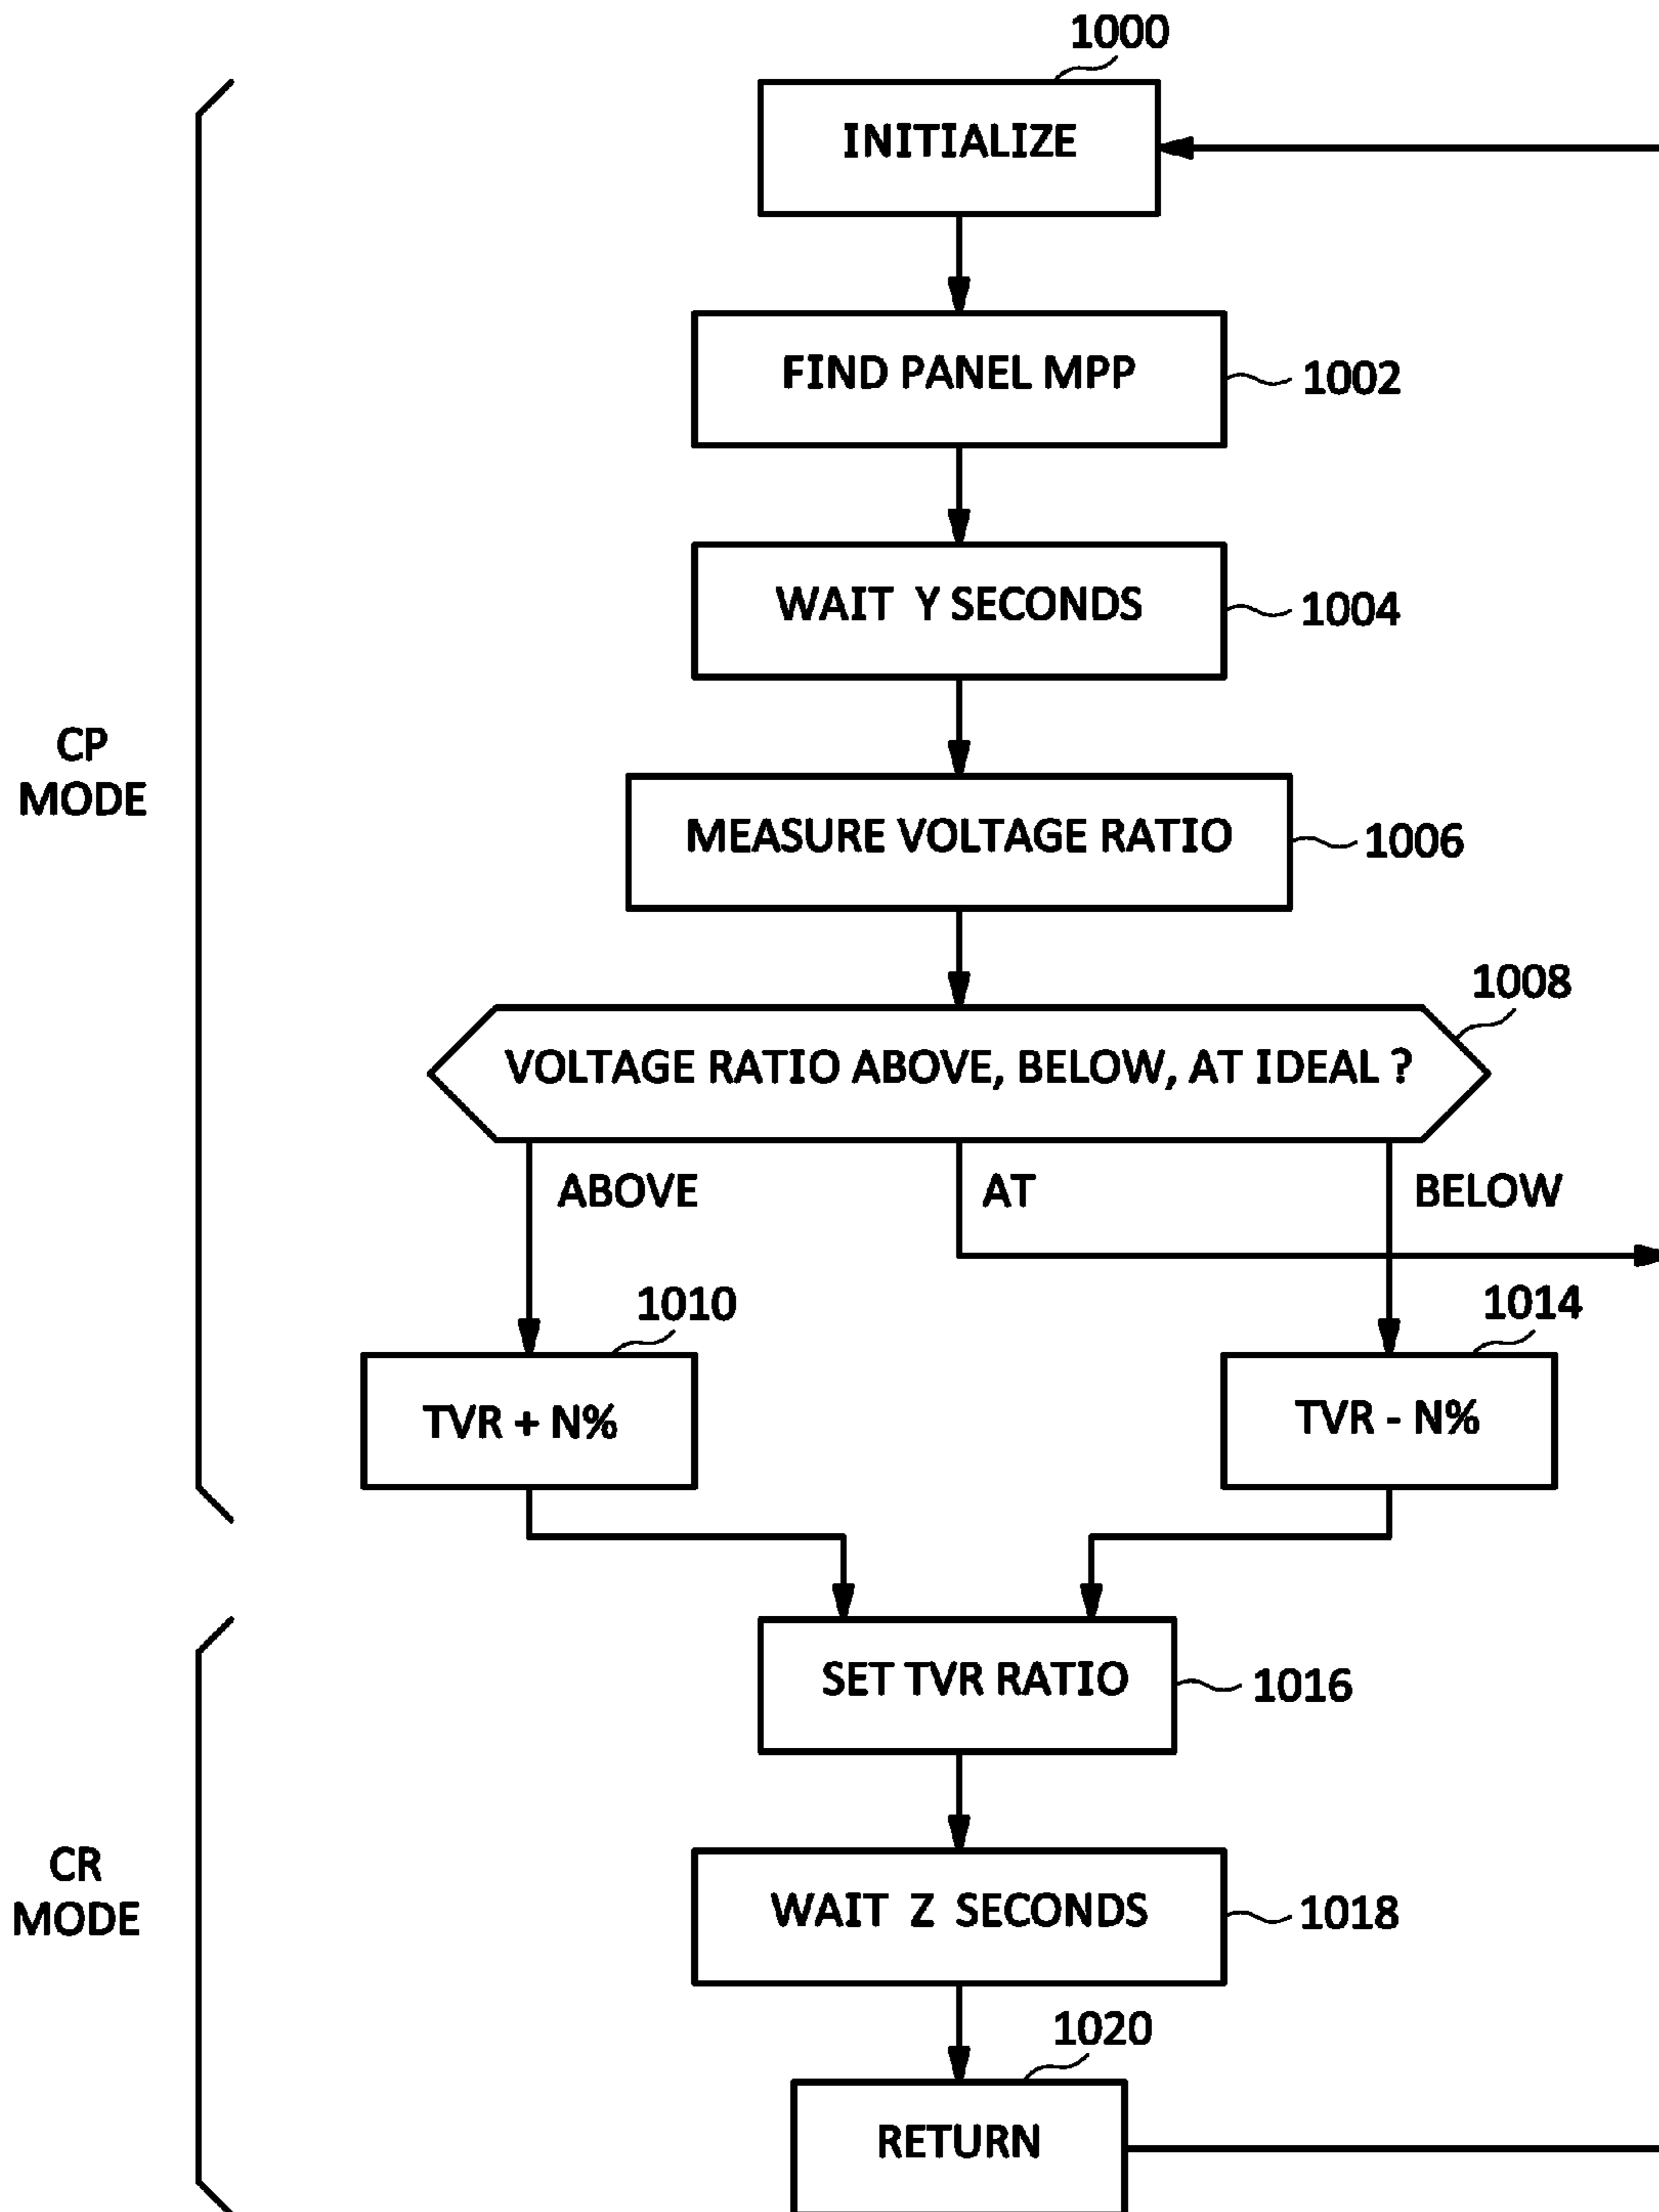 1000
INITIALIZE
FIND PANEL MPP
1002
WAIT Y SECONDS
1004
CP
MODE
MEASURE VOLTAGE RATIO
1006
1008
VOLTAGE RATIO ABOVE, BELOW, AT IDEAL ?
ABOVE
AT
BELOW
1010
1014
TVR + N%
TVR - N%
SET TVR RATIO
1016
CR
MODE
WAIT Z SECONDS
1018
1020
RETURN